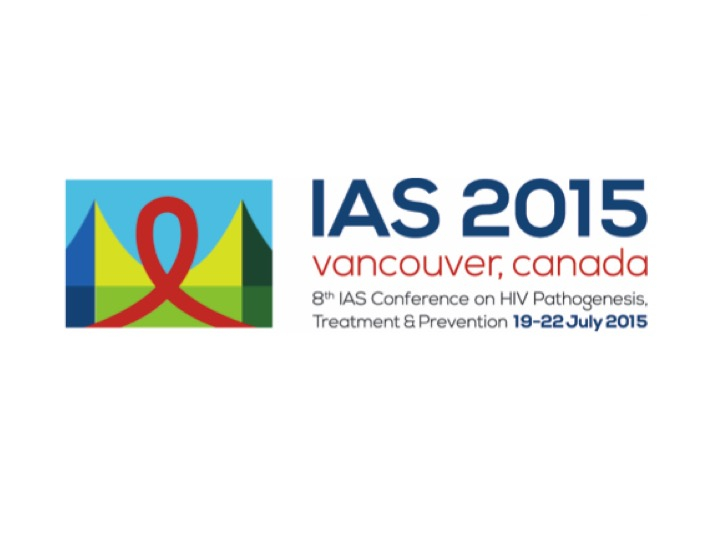 IAS 2015
vancouver, canada
8th IAS Conference on HIV Pathogenesis,
Treatment & Prevention 19-22 July 2015